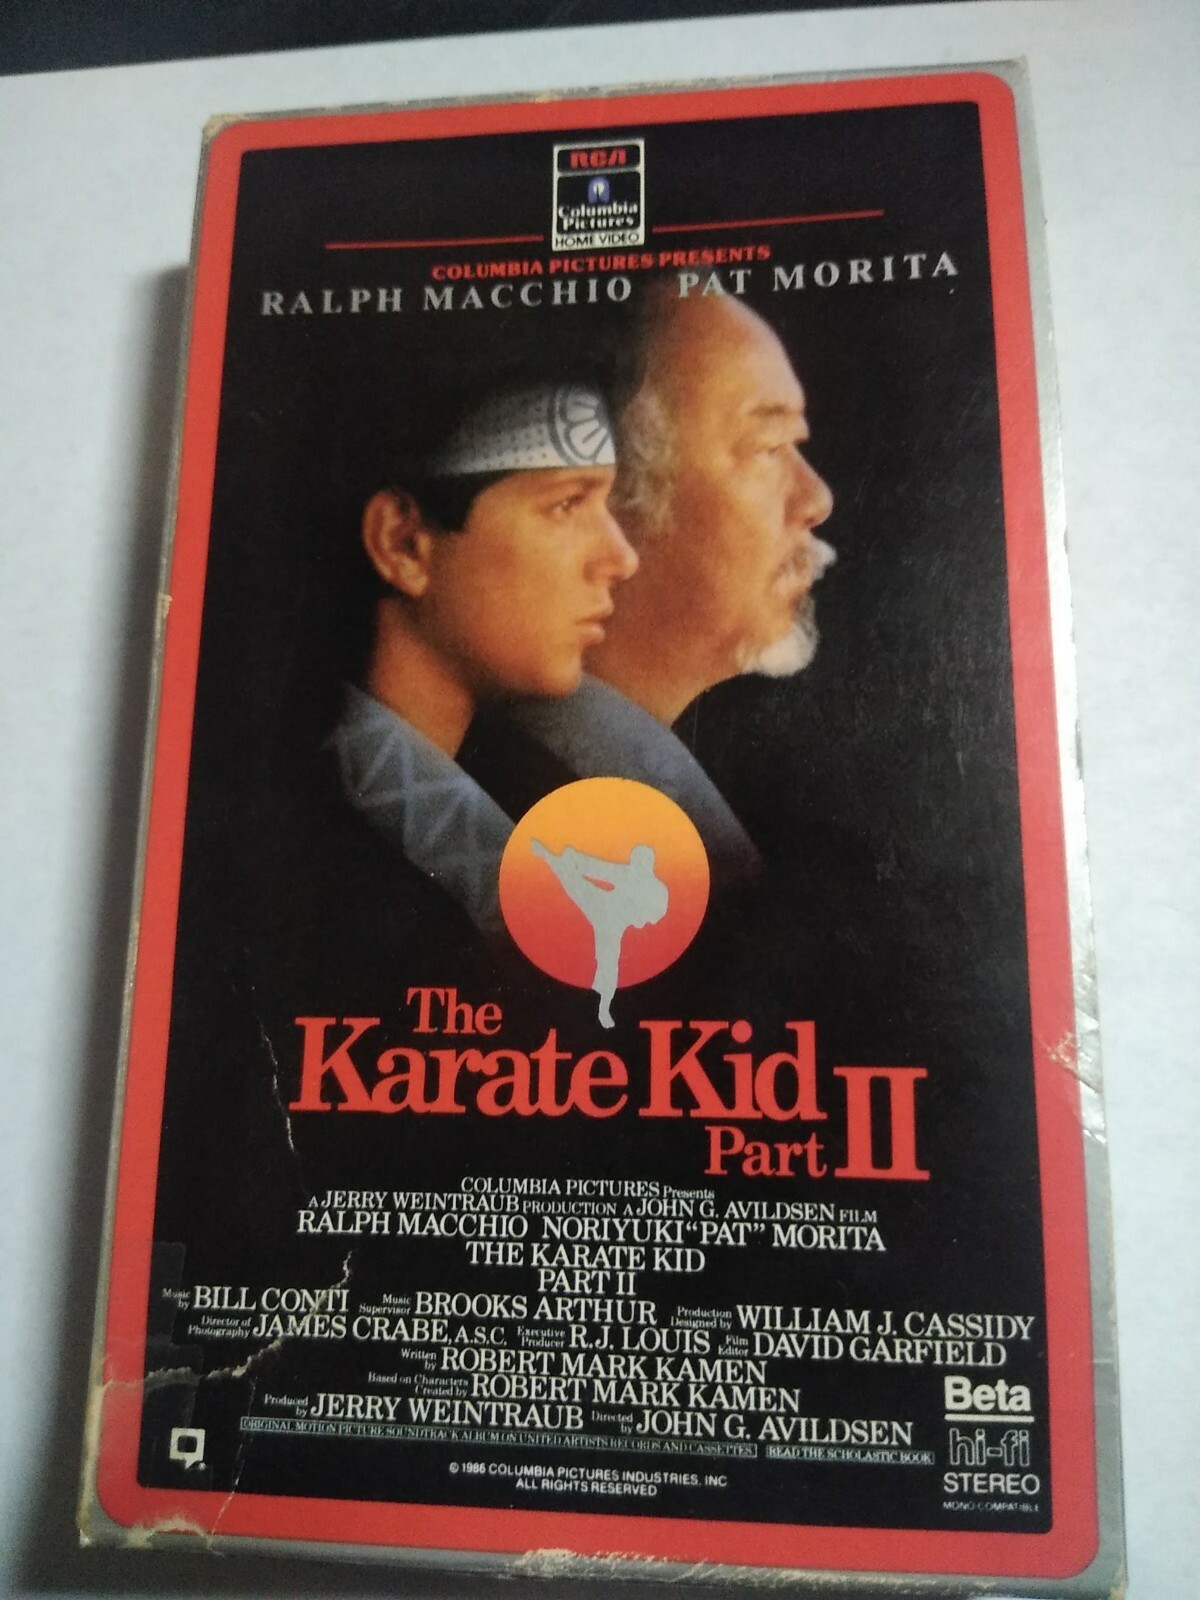 RCA
Columbia
Pictures
HOME VIDEO
COLUMBIA PICTURES PRESENTS
RALPH MACCHIO PAT MORITA
The
Karate Kid
Part II
COLUMBIA PICTURES Presents
A JERRY WEINTRAUB PRODUCTION A JOHN G. AVILDSEN FILM
RALPH MACCHIO NORIYUKI "PAT" MORITA
THE KARATE KID
PART II
Music by BILL CONTI Music Supervisor BROOKS ARTHUR Production Designed by WILLIAM J. CASSIDY
Director of Photography JAMES CRABE, A.S.C. Executive Producer R.J. LOUIS Film Editor DAVID GARFIELD
Written by ROBERT MARK KAMEN
Based on Characters Created by ROBERT MARK KAMEN
Produced by JERRY WEINTRAUB Directed by JOHN G. AVILDSEN
ORIGINAL MOTION PICTURE SOUNDTRACK ALBUM ON UNITED ARTISTS RECORDS AND CASSETTES. READ THE SCHOLASTIC BOOK
© 1986 COLUMBIA PICTURES INDUSTRIES, INC
ALL RIGHTS RESERVED
Beta
hi-fi
STEREO
MONO COMPATIBLE